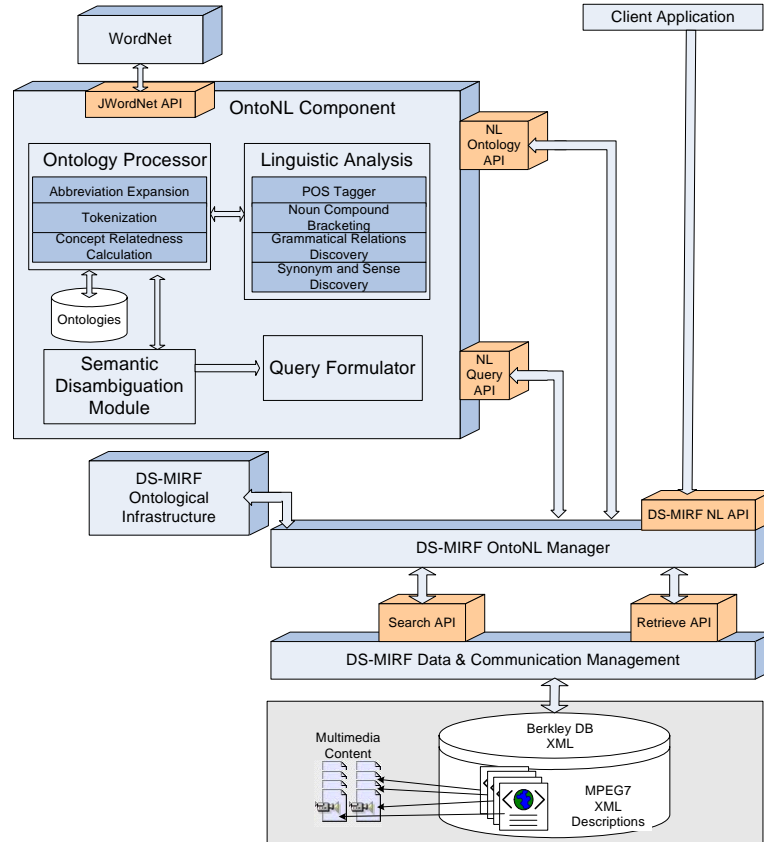 WordNet
Client Application
JWordNet API
OntoNL Component
NL
Ontology
API
Ontology Processor
Abbreviation Expansion
Tokenization
Concept Relatedness
Calculation
Linguistic Analysis
POS Tagger
Noun Compound
Bracketing
Grammatical Relations
Discovery
Synonym and Sense
Discovery
Ontologies
Semantic
Disambiguation
Module
Query Formulator
NL
Query
API
DS-MIRF
Ontological
Infrastructure
DS-MIRF NL API
DS-MIRF OntoNL Manager
Search API
Retrieve API
DS-MIRF Data & Communication Management
Berkley DB
XML
Multimedia
Content
MPEG7
XML
Descriptions